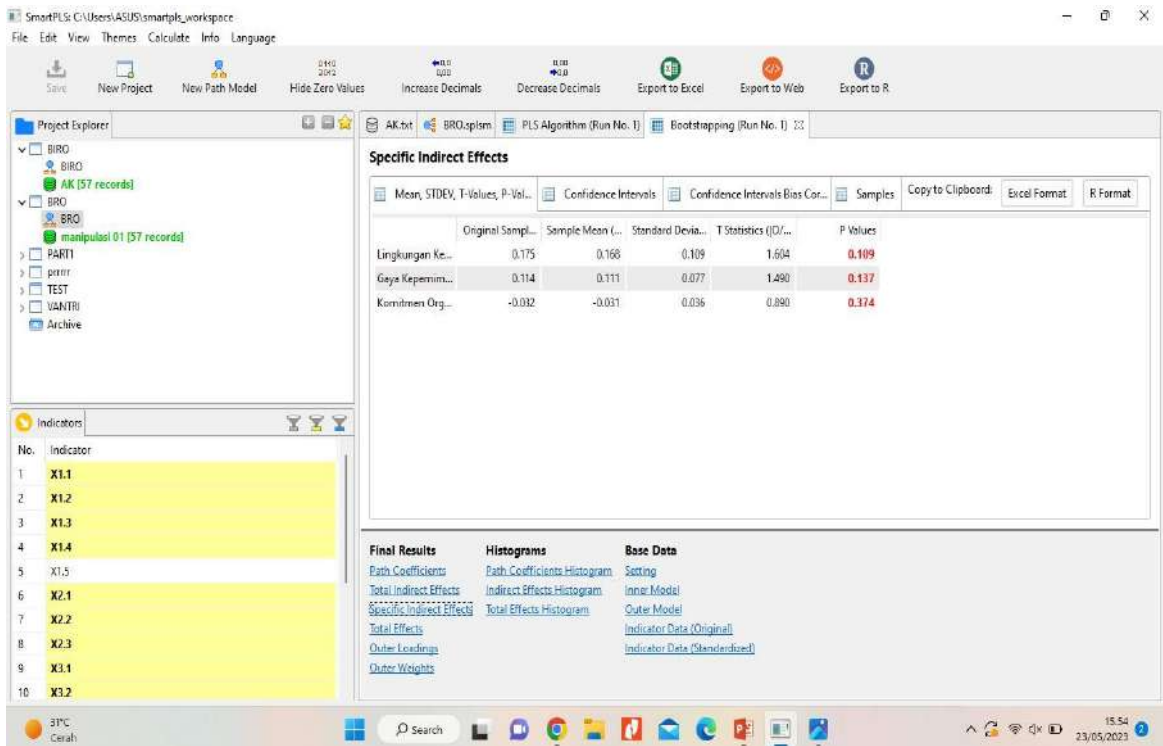 SmartPLS: C:\Users\ASUS\smartpls_workspace
File Edit View Themes Calculate Info Language
Save New Project New Path Model Hide Zero Values Increase Decimals Decrease Decimals Export to Excel Export to Web Export to R
Project Explorer
BIRO
BIRO
AK [57 records]
BRO
BRO
manipulasi 01 [57 records]
PART1
prrrr
TEST
VANTRI
Archive
Indicators
No. Indicator
1 X1.1
2 X1.2
3 X1.3
4 X1.4
5 X1.5
6 X2.1
7 X2.2
8 X2.3
9 X3.1
10 X3.2
AK.txt BRO.splsm PLS Algorithm (Run No. 1) Bootstrapping (Run No. 1)
Specific Indirect Effects
Mean, STDEV, T-Values, P-Val... Confidence Intervals Confidence Intervals Bias Cor... Samples Copy to Clipboard: Excel Format R Format
Original Sampl... Sample Mean (... Standard Devia... T Statistics (|O/... P Values
Lingkungan Ke... 0.175 0.168 0.109 1.604 0.109
Gaya Kepemim... 0.114 0.111 0.077 1.490 0.137
Komitmen Org... -0.032 -0.031 0.036 0.890 0.374
Final Results Histograms Base Data
Path Coefficients Path Coefficients Histogram Setting
Total Indirect Effects Indirect Effects Histogram Inner Model
Specific Indirect Effects Total Effects Histogram Outer Model
Total Effects Indicator Data (Original)
Outer Loadings Indicator Data (Standardized)
Outer Weights
31°C
Cerah
Search
15.54
23/05/2023
2